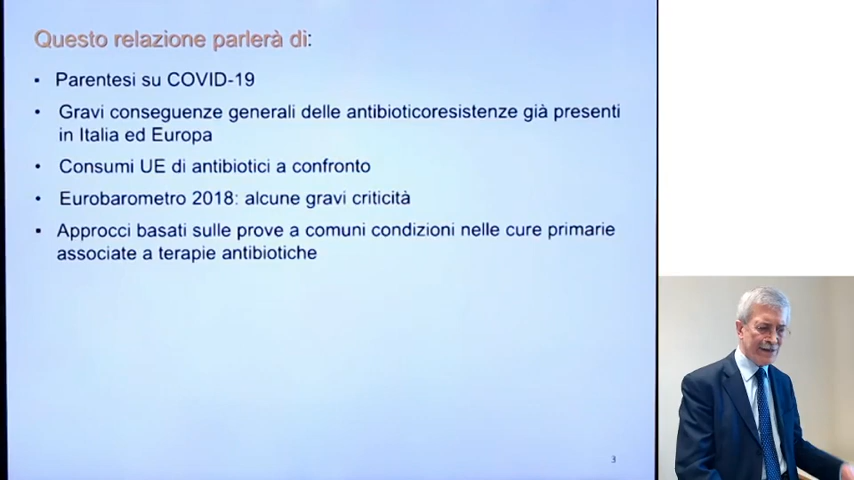 Questo relazione parlerà di:
• Parentesi su COVID-19
• Gravi conseguenze generali delle antibioticoresistenze già presenti
in Italia ed Europa
• Consumi UE di antibiotici a confronto
• Eurobarometro 2018: alcune gravi criticità
• Approcci basati sulle prove a comuni condizioni nelle cure primarie
associate a terapie antibiotiche
3